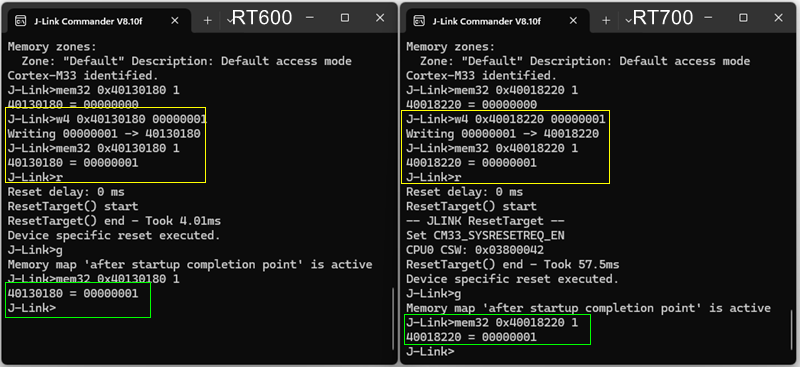 J-Link Commander V8.10f
RT600
Memory zones:
Zone: "Default" Description: Default access mode
Cortex-M33 identified.
J-Link>mem32 0x40130180 1
40130180 = 00000000
J-Link>w4 0x40130180 00000001
Writing 00000001 -> 40130180
J-Link>mem32 0x40130180 1
40130180 = 00000001
J-Link>r
Reset delay: 0 ms
ResetTarget() start
ResetTarget() end - Took 4.01ms
Device specific reset executed.
J-Link>g
Memory map 'after startup completion point' is active
J-Link>mem32 0x40130180 1
40130180 = 00000001
J-Link>
J-Link Commander V8.10f
RT700
Memory zones:
Zone: "Default" Description: Default access mode
Cortex-M33 identified.
J-Link>mem32 0x40018220 1
40018220 = 00000000
J-Link>w4 0x40018220 00000001
Writing 00000001 -> 40018220
J-Link>mem32 0x40018220 1
40018220 = 00000001
J-Link>r
Reset delay: 0 ms
ResetTarget() start
-- JLINK ResetTarget --
Set CM33_SYSRESETREQ_EN
CPU0 CSW: 0x03800042
ResetTarget() end - Took 57.5ms
Device specific reset executed.
J-Link>g
Memory map 'after startup completion point' is active
J-Link>mem32 0x40018220 1
40018220 = 00000001
J-Link>